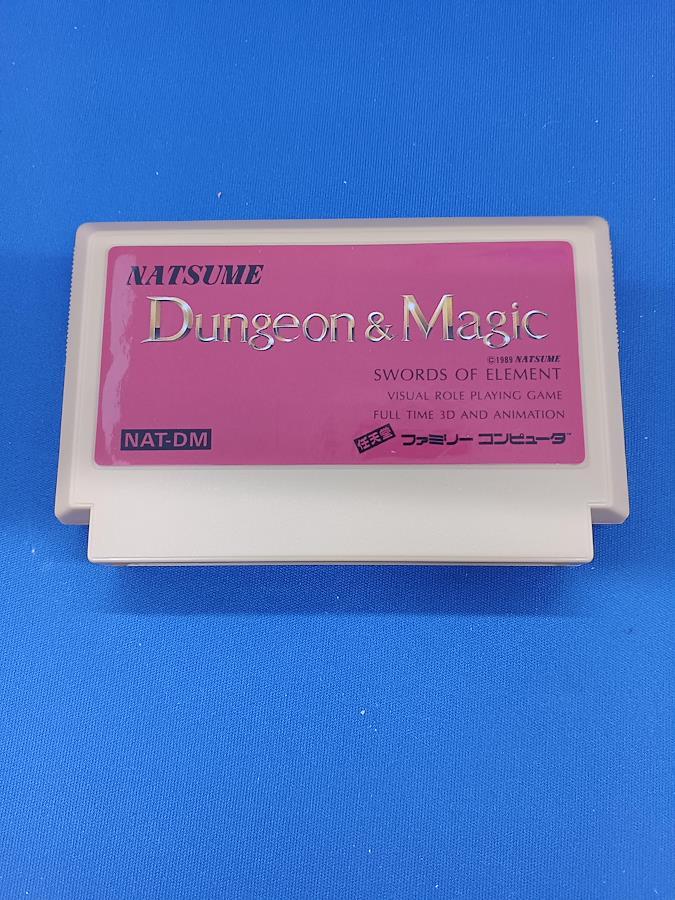 NATSUME
Dungeon & Magic
©1989 NATSUME
SWORDS OF ELEMENT
VISUAL ROLE PLAYING GAME
FULL TIME 3D AND ANIMATION
NAT-DM
任天堂 ファミリーコンピュータ™